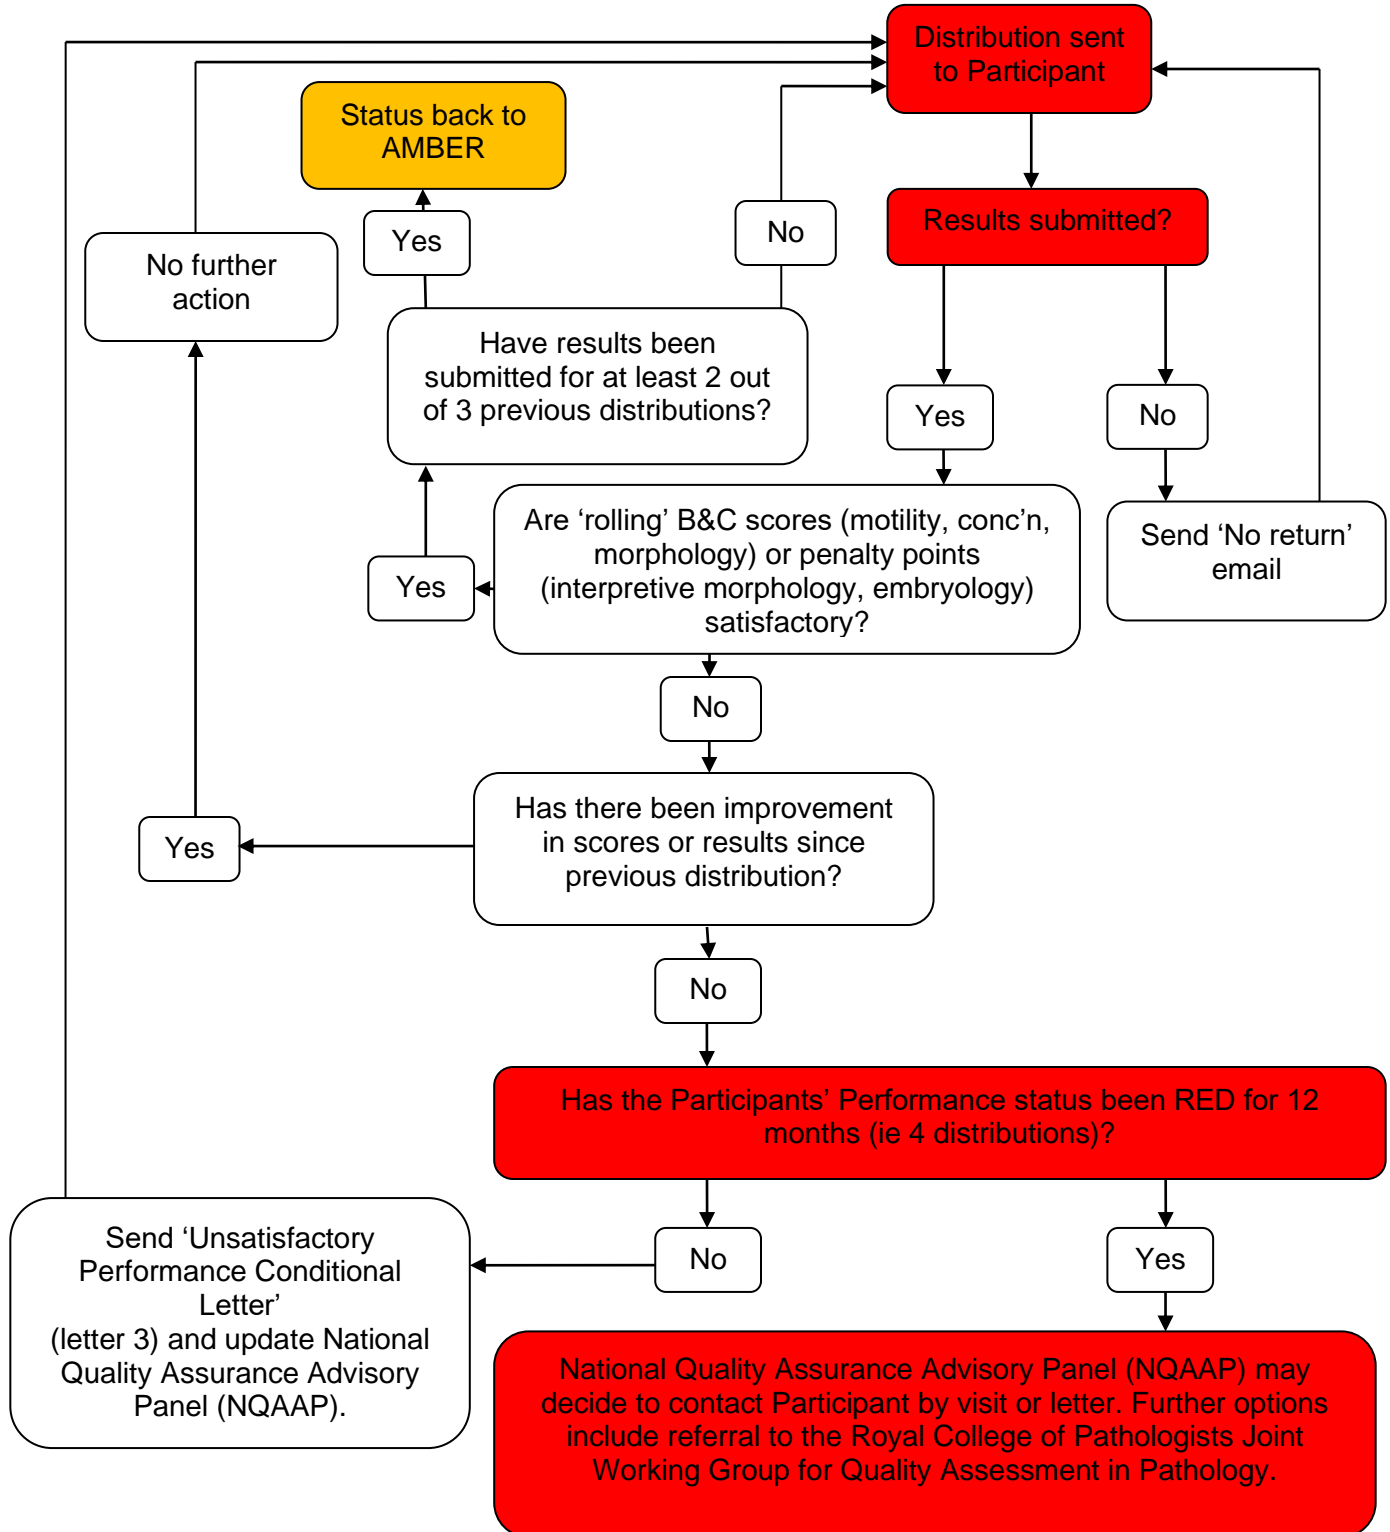 Distribution sent
to Participant
Status back to
AMBER
Results submitted?
Yes
No
No further
action
Have results been
submitted for at least 2 out
of 3 previous distributions?
Yes
No
Are ‘rolling’ B&C scores (motility, conc’n,
morphology) or penalty points
(interpretive morphology, embryology)
satisfactory?
Send ‘No return’
email
Yes
No
Has there been improvement
in scores or results since
previous distribution?
Yes
No
Has the Participants’ Performance status been RED for 12
months (ie 4 distributions)?
No
Yes
Send ‘Unsatisfactory
Performance Conditional
Letter’
(letter 3) and update National
Quality Assurance Advisory
Panel (NQAAP).
National Quality Assurance Advisory Panel (NQAAP) may
decide to contact Participant by visit or letter. Further options
include referral to the Royal College of Pathologists Joint
Working Group for Quality Assessment in Pathology.